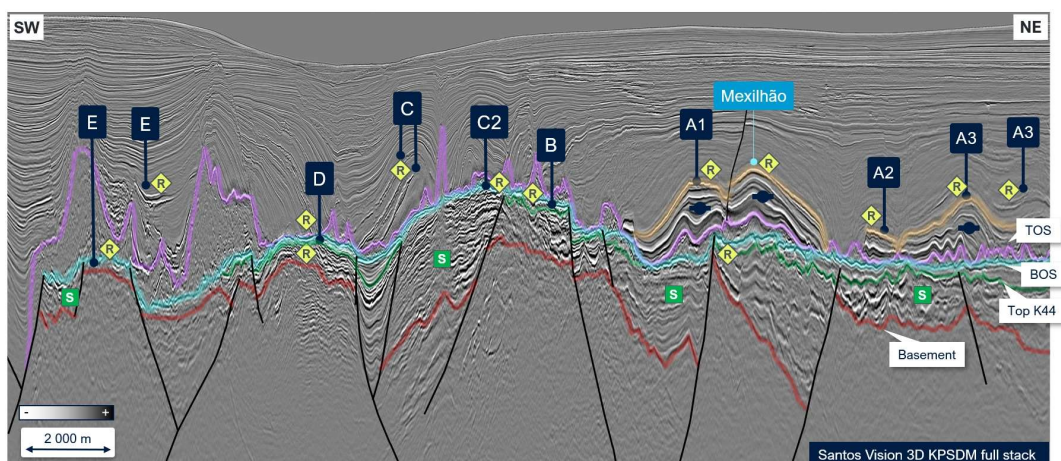 SW
NE
Mexilhão
E
E
C
C2
B
A1
A3
A3
D
A2
R
R
R
R
R
R
R
R
R
R
R
R
R
S
S
S
S
TOS
BOS
Top K44
Basement
- +
2 000 m
Santos Vision 3D KPSDM full stack